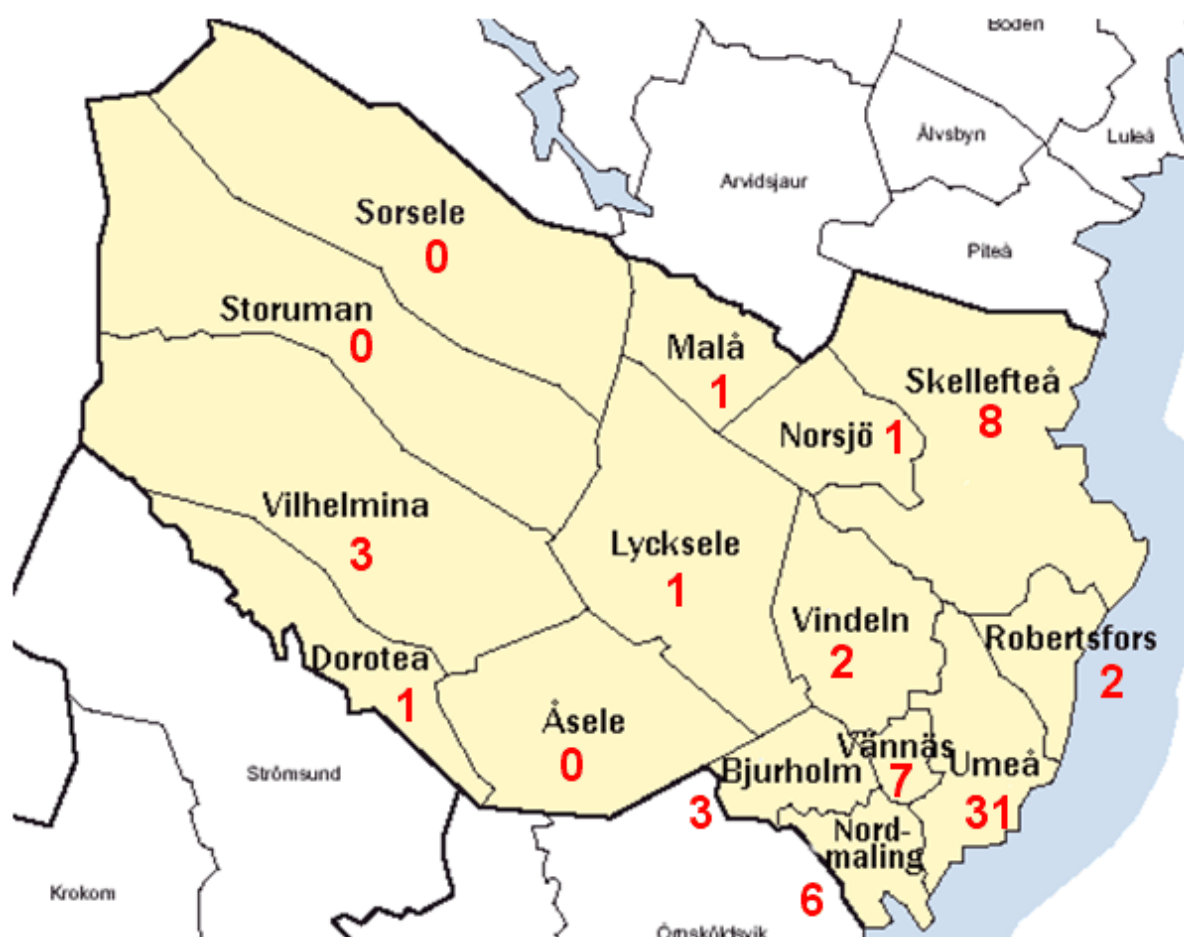 Boden
Älvsbyn
Luleå
Arvidsjaur
Piteå
Sorsele
0
Storuman
0
Malå
1
Skellefteå
8
Norsjö 1
Vilhelmina
3
Lycksele
1
Vindeln
2
Robertsfors
2
Dorotea
1
Åsele
0
Vännäs
7
Umeå
31
Bjurholm
3
Strömsund
Nord-
maling
6
Krokom
Örnsköldsvik